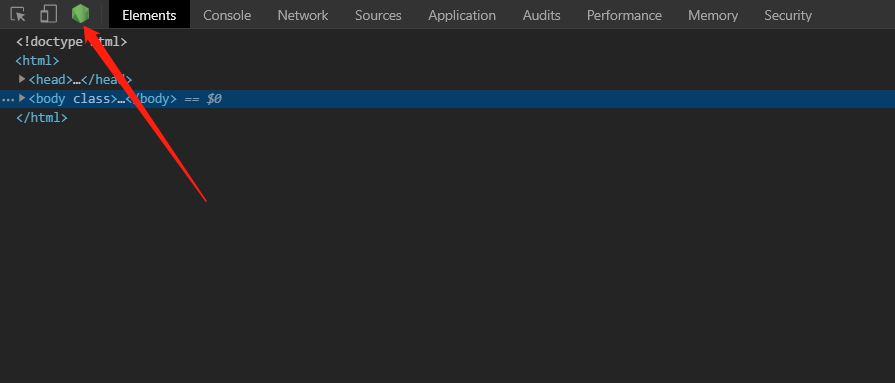 Elements Console Network Sources Application Audits Performance Memory Security
<!doctype html>
<html>
<head>…</head>
<body class>…</body> == $0
</html>